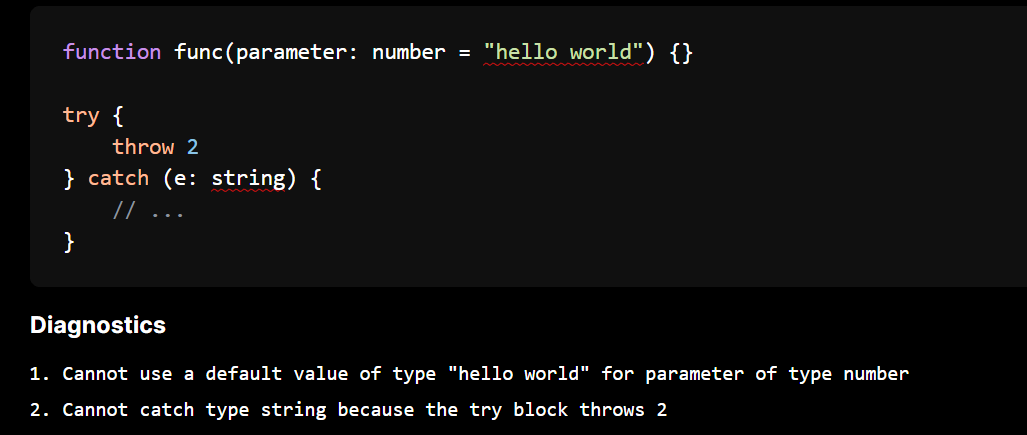 function func(parameter: number = "hello world") {}
try {
    throw 2
} catch (e: string) {
    // ...
}
Diagnostics
1. Cannot use a default value of type "hello world" for parameter of type number
2. Cannot catch type string because the try block throws 2